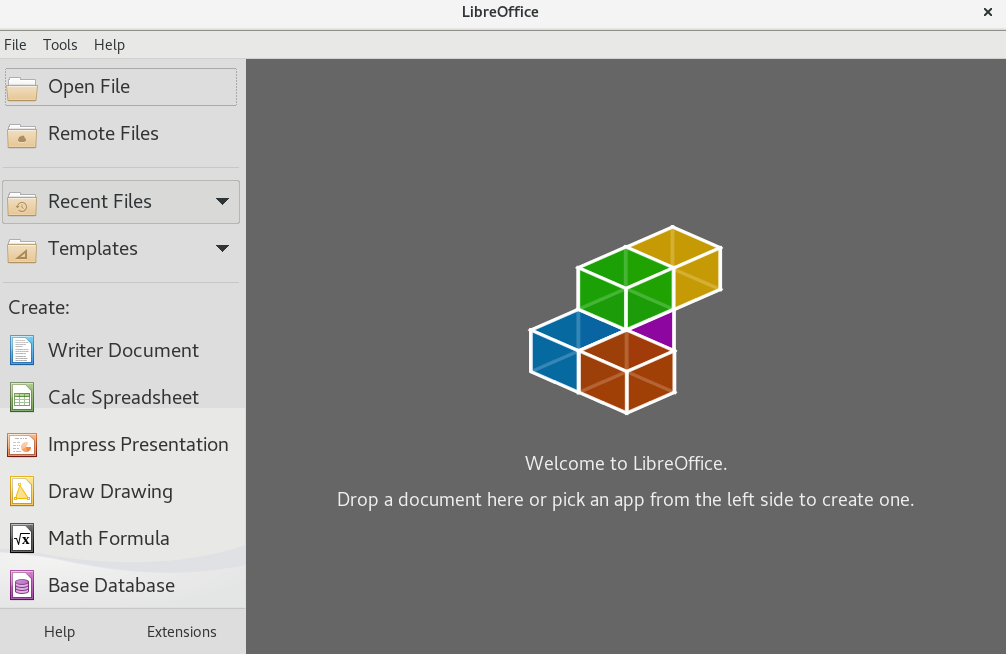 LibreOffice
File Tools Help
Open File
Remote Files
Recent Files
Templates
Create:
Writer Document
Calc Spreadsheet
Impress Presentation
Draw Drawing
Math Formula
Base Database
Help Extensions
Welcome to LibreOffice.
Drop a document here or pick an app from the left side to create one.